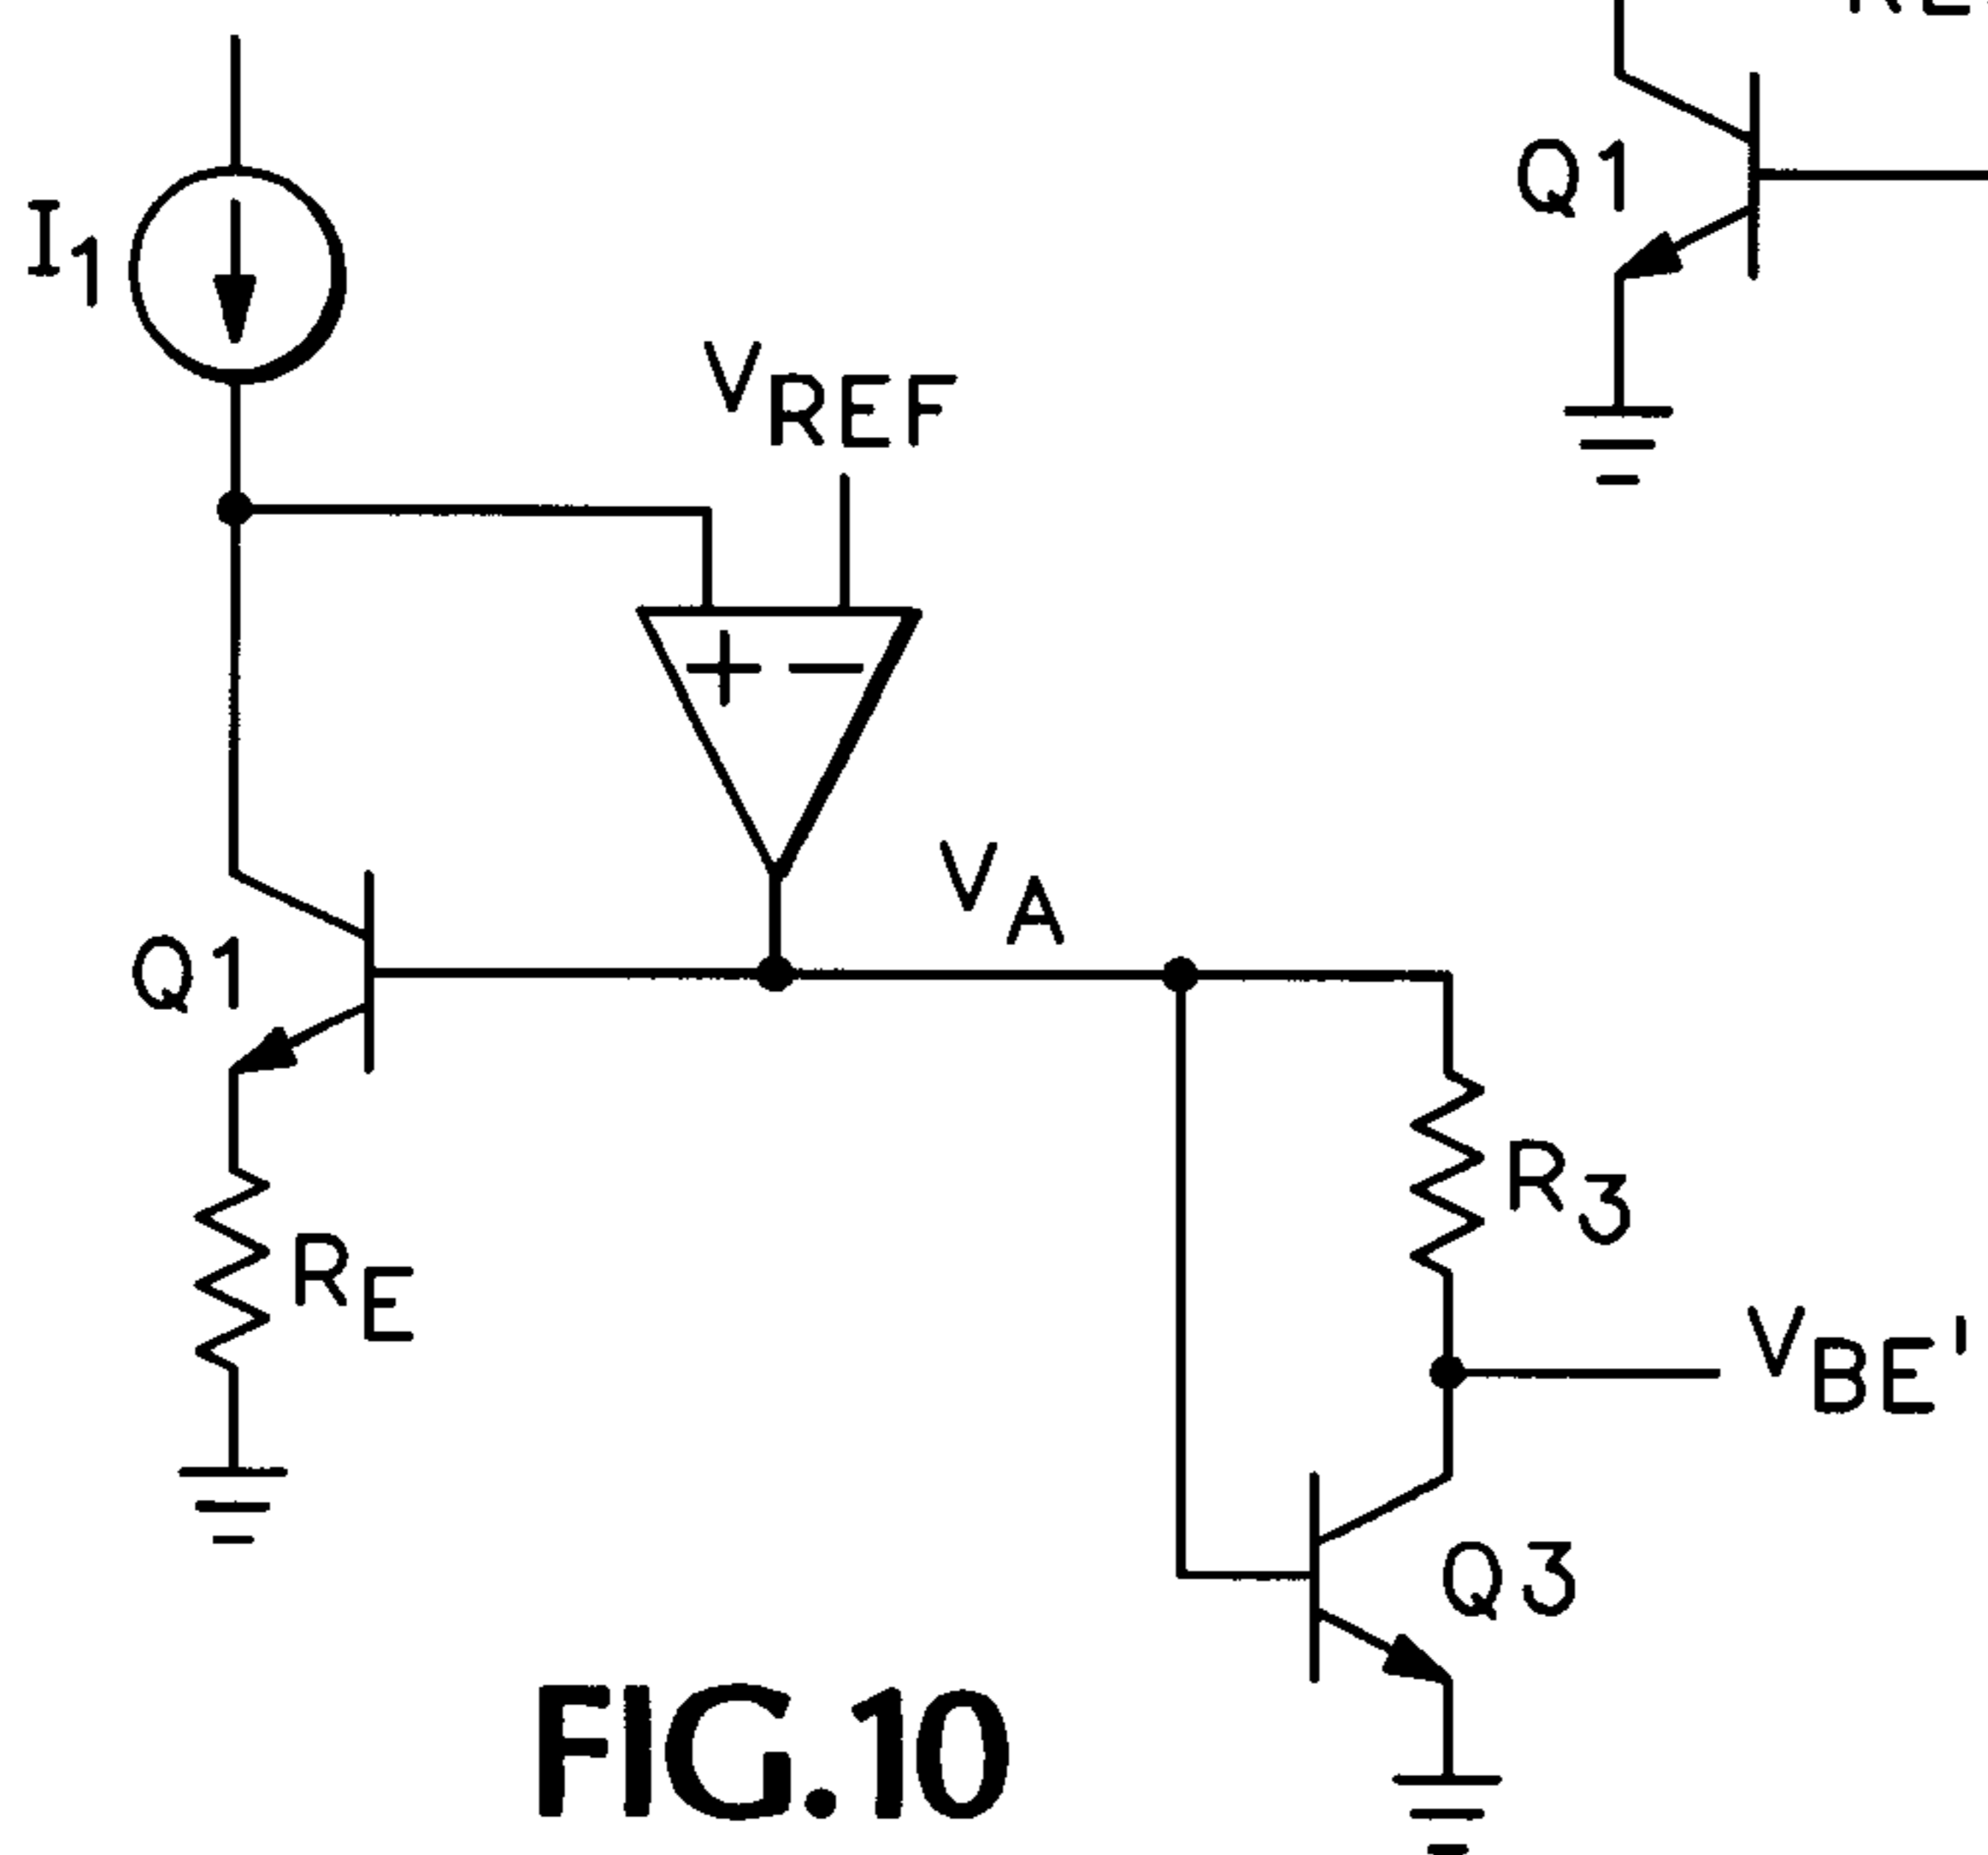 Q1
I1
VREF
+ −
VA
Q1
R3
RE
VBE'
Q3
FIG.10